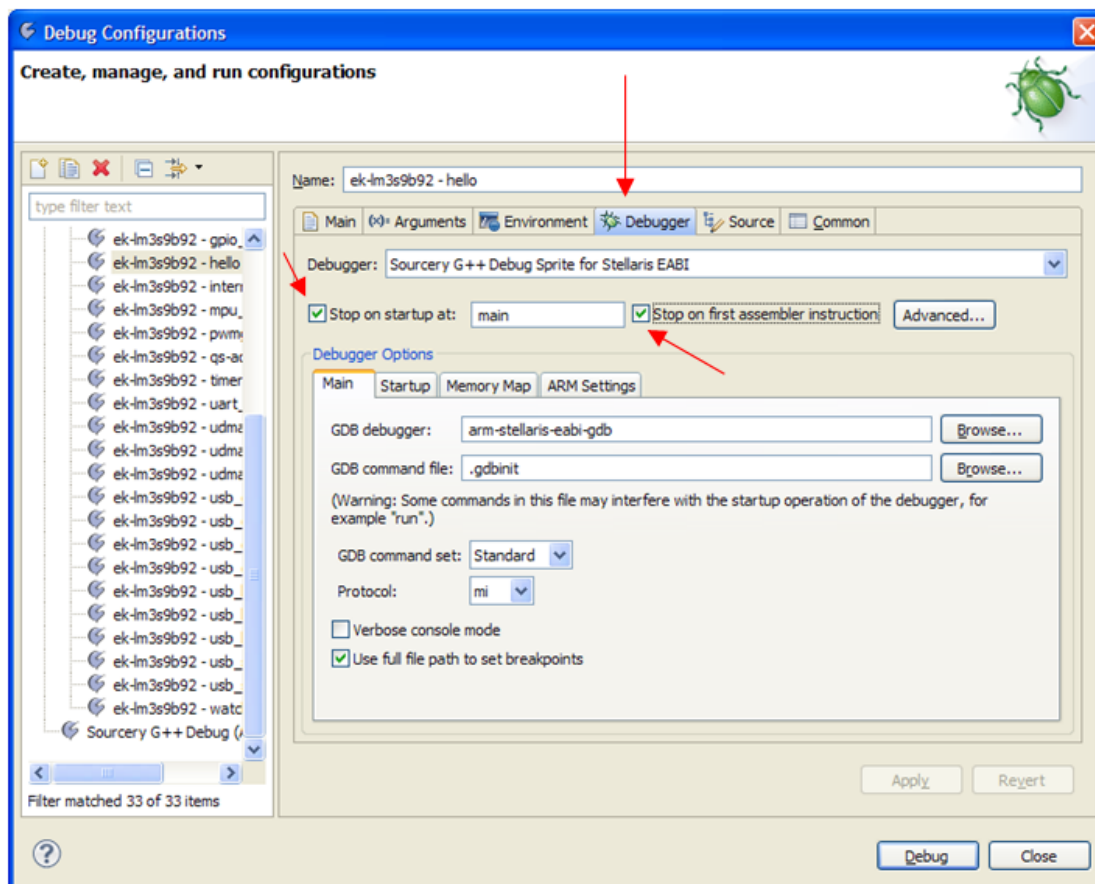 Debug Configurations
Create, manage, and run configurations
type filter text
ek-lm3s9b92 - gpio_
ek-lm3s9b92 - hello
ek-lm3s9b92 - interr
ek-lm3s9b92 - mpu_
ek-lm3s9b92 - pwmg
ek-lm3s9b92 - qs-ad
ek-lm3s9b92 - timer
ek-lm3s9b92 - uart_
ek-lm3s9b92 - udma
ek-lm3s9b92 - udma
ek-lm3s9b92 - udma
ek-lm3s9b92 - usb_
ek-lm3s9b92 - usb_
ek-lm3s9b92 - usb_
ek-lm3s9b92 - usb_
ek-lm3s9b92 - usb_
ek-lm3s9b92 - usb_
ek-lm3s9b92 - usb_
ek-lm3s9b92 - usb_
ek-lm3s9b92 - usb_
ek-lm3s9b92 - watc
Sourcery G++ Debug (A
Filter matched 33 of 33 items
Name: ek-lm3s9b92 - hello
Main (x)= Arguments Environment Debugger Source Common
Debugger: Sourcery G++ Debug Sprite for Stellaris EABI
Stop on startup at: main Stop on first assembler instruction Advanced...
Debugger Options
Main Startup Memory Map ARM Settings
GDB debugger: arm-stellaris-eabi-gdb Browse...
GDB command file: .gdbinit Browse...
(Warning: Some commands in this file may interfere with the startup operation of the debugger, for
example "run".)
GDB command set: Standard
Protocol: mi
Verbose console mode
Use full file path to set breakpoints
Apply Revert
? Debug Close